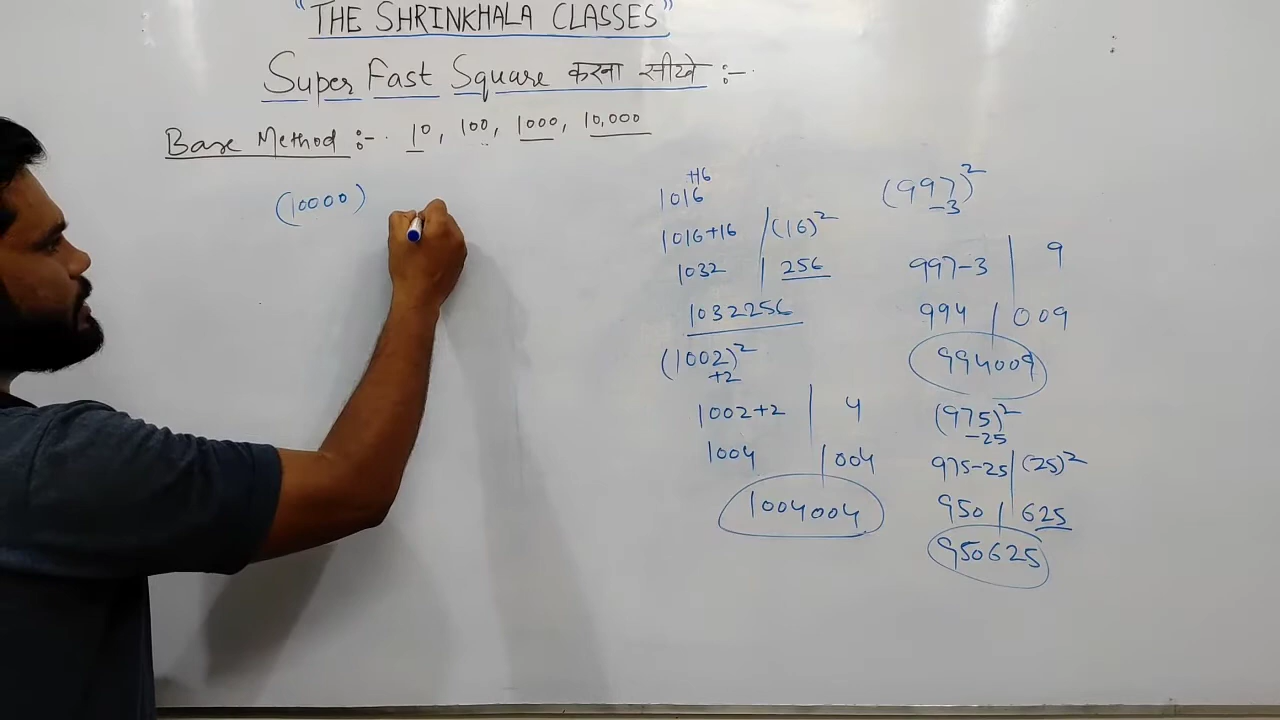 "THE SHRINKHALA CLASSES"
Super Fast Square करना सीखे :-
Base Method :- 10, 100, 1000, 10,000
(10000)
+16
1016
1016+16 | (16)²
1032 | 256
1032256
(1002)²
+2
1002+2 | 4
1004 | 004
1004004
(997)²
-3
997-3 | 9
994 | 009
994009
(975)²
-25
975-25 | (25)²
950 | 625
950625